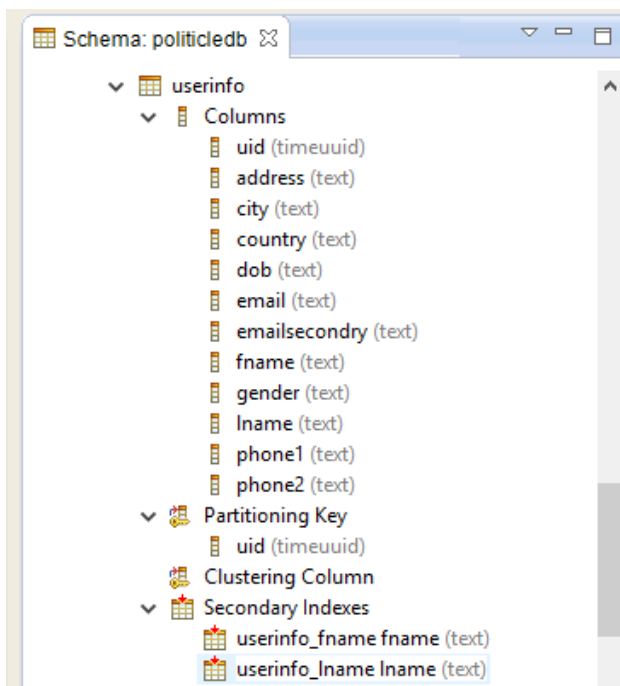 Schema: politicledb
userinfo
Columns
uid (timeuuid)
address (text)
city (text)
country (text)
dob (text)
email (text)
emailsecondry (text)
fname (text)
gender (text)
lname (text)
phone1 (text)
phone2 (text)
Partitioning Key
uid (timeuuid)
Clustering Column
Secondary Indexes
userinfo_fname fname (text)
userinfo_lname lname (text)